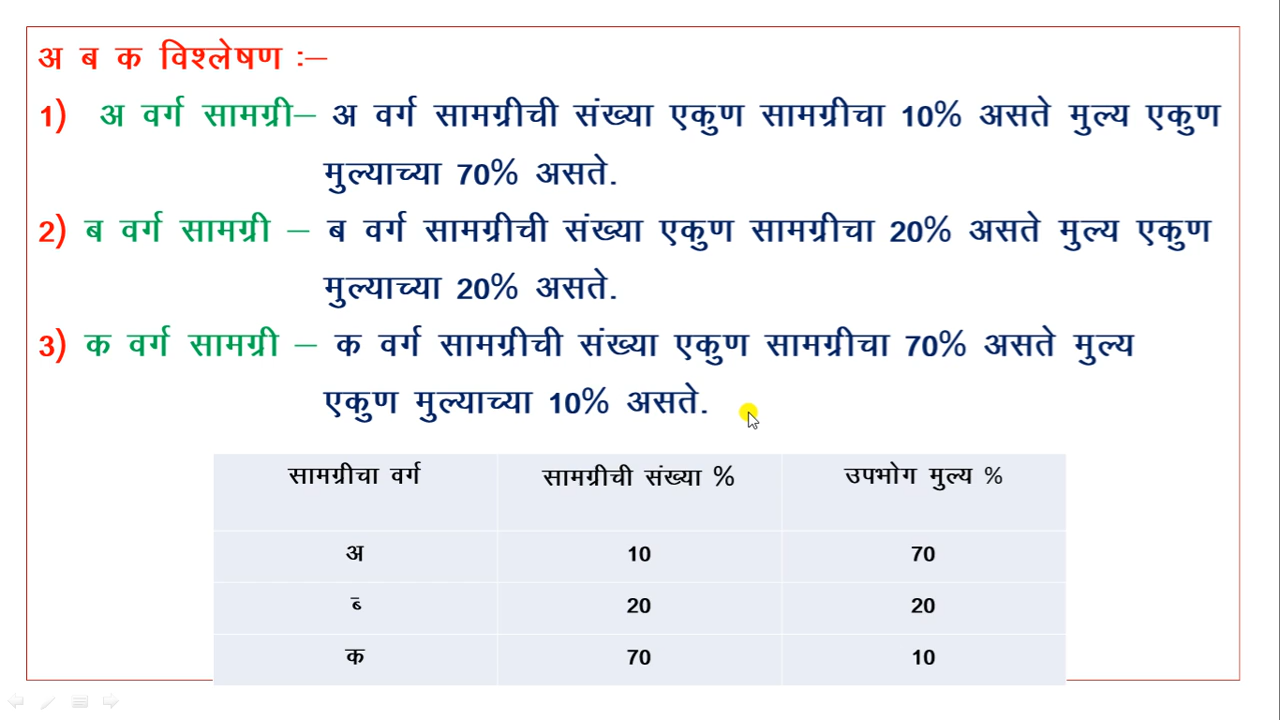 अ ब क विश्लेषण :–
1) अ वर्ग सामग्री– अ वर्ग सामग्रीची संख्या एकुण सामग्रीचा 10% असते मुल्य एकुण
मुल्याच्या 70% असते.
2) ब वर्ग सामग्री – ब वर्ग सामग्रीची संख्या एकुण सामग्रीचा 20% असते मुल्य एकुण
मुल्याच्या 20% असते.
3) क वर्ग सामग्री – क वर्ग सामग्रीची संख्या एकुण सामग्रीचा 70% असते मुल्य
एकुण मुल्याच्या 10% असते.
सामग्रीचा वर्ग सामग्रीची संख्या % उपभोग मुल्य %
अ 10 70
ब 20 20
क 70 10